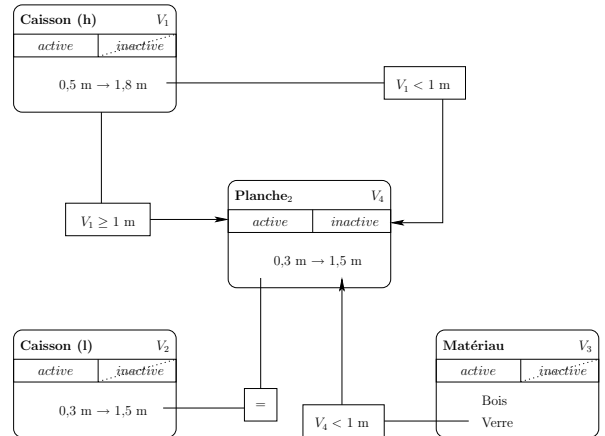 Caisson (h) V1
active inactive
0,5 m → 1,8 m
V1 < 1 m
Planche2 V4
V1 ≥ 1 m
active inactive
0,3 m → 1,5 m
Caisson (l) V2
active inactive
0,3 m → 1,5 m
=
V4 < 1 m
Matériau V3
active inactive
Bois
Verre